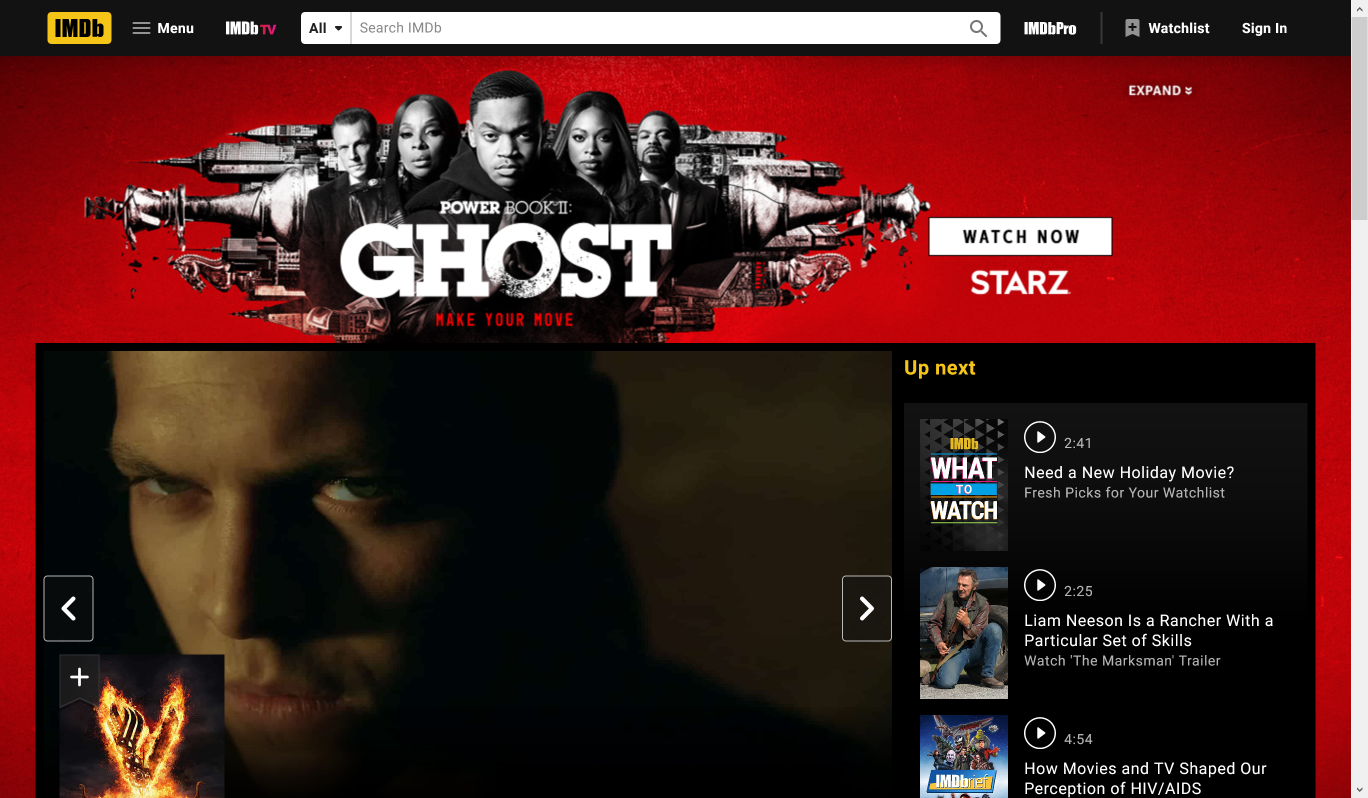 IMDb Menu IMDb TV All Search IMDb IMDbPro Watchlist Sign In
EXPAND
POWER BOOK II:
GHOST
MAKE YOUR MOVE
WATCH NOW
STARZ
Up next
IMDb
WHAT
TO
WATCH
2:41
Need a New Holiday Movie?
Fresh Picks for Your Watchlist
2:25
Liam Neeson Is a Rancher With a
Particular Set of Skills
Watch 'The Marksman' Trailer
IMDbrief
4:54
How Movies and TV Shaped Our
Perception of HIV/AIDS